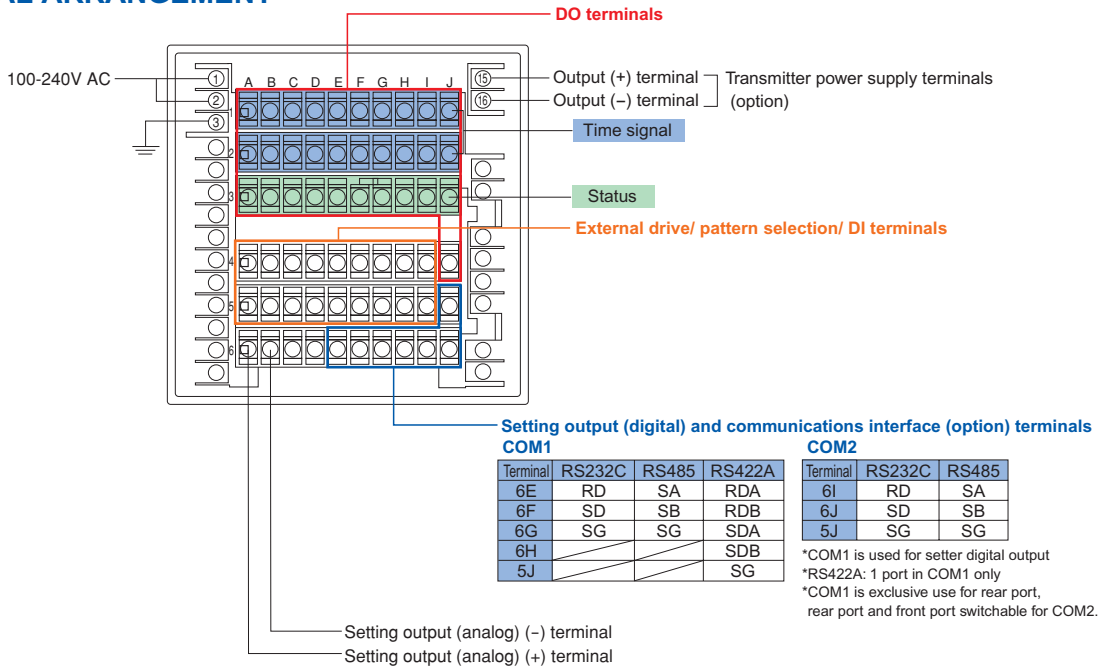 DO terminals
100-240V AC
1
2
3
A B C D E F G H I J
15
16
Output (+) terminal
Output (−) terminal
Transmitter power supply terminals
(option)
1
Time signal
2
3
Status
External drive/ pattern selection/ DI terminals
4
5
6
Setting output (digital) and communications interface (option) terminals
COM1
Terminal RS232C RS485 RS422A
6E RD SA RDA
6F SD SB RDB
6G SG SG SDA
6H SDB
5J SG
COM2
Terminal RS232C RS485
6I RD SA
6J SD SB
5J SG SG
*COM1 is used for setter digital output
*RS422A: 1 port in COM1 only
*COM1 is exclusive use for rear port,
rear port and front port switchable for COM2.
Setting output (analog) (−) terminal
Setting output (analog) (+) terminal